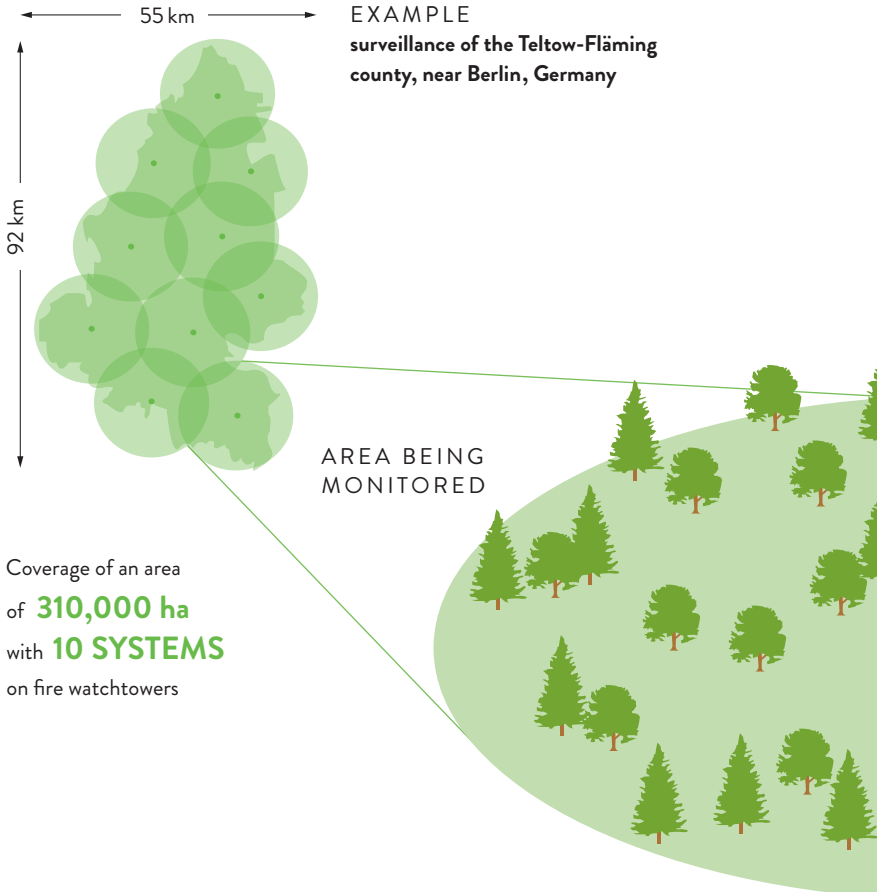 55 km
EXAMPLE
surveillance of the Teltow-Fläming
county, near Berlin, Germany
92 km
AREA BEING
MONITORED
Coverage of an area
of 310,000 ha
with 10 SYSTEMS
on fire watchtowers